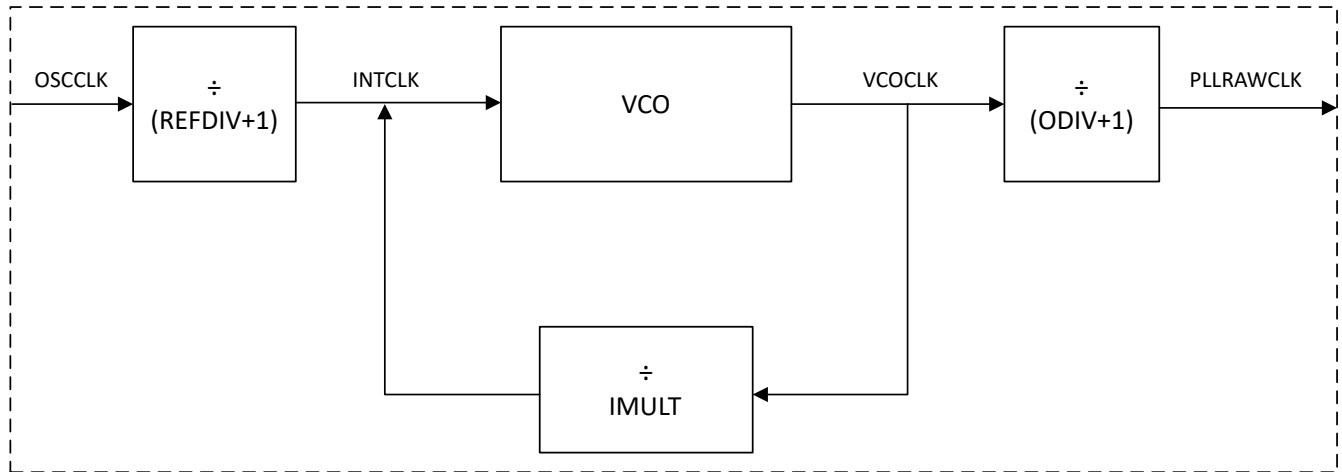 OSCCLK
÷
(REFDIV+1)
INTCLK
VCO
VCOCLK
÷
(ODIV+1)
PLLRAWCLK
÷
IMULT